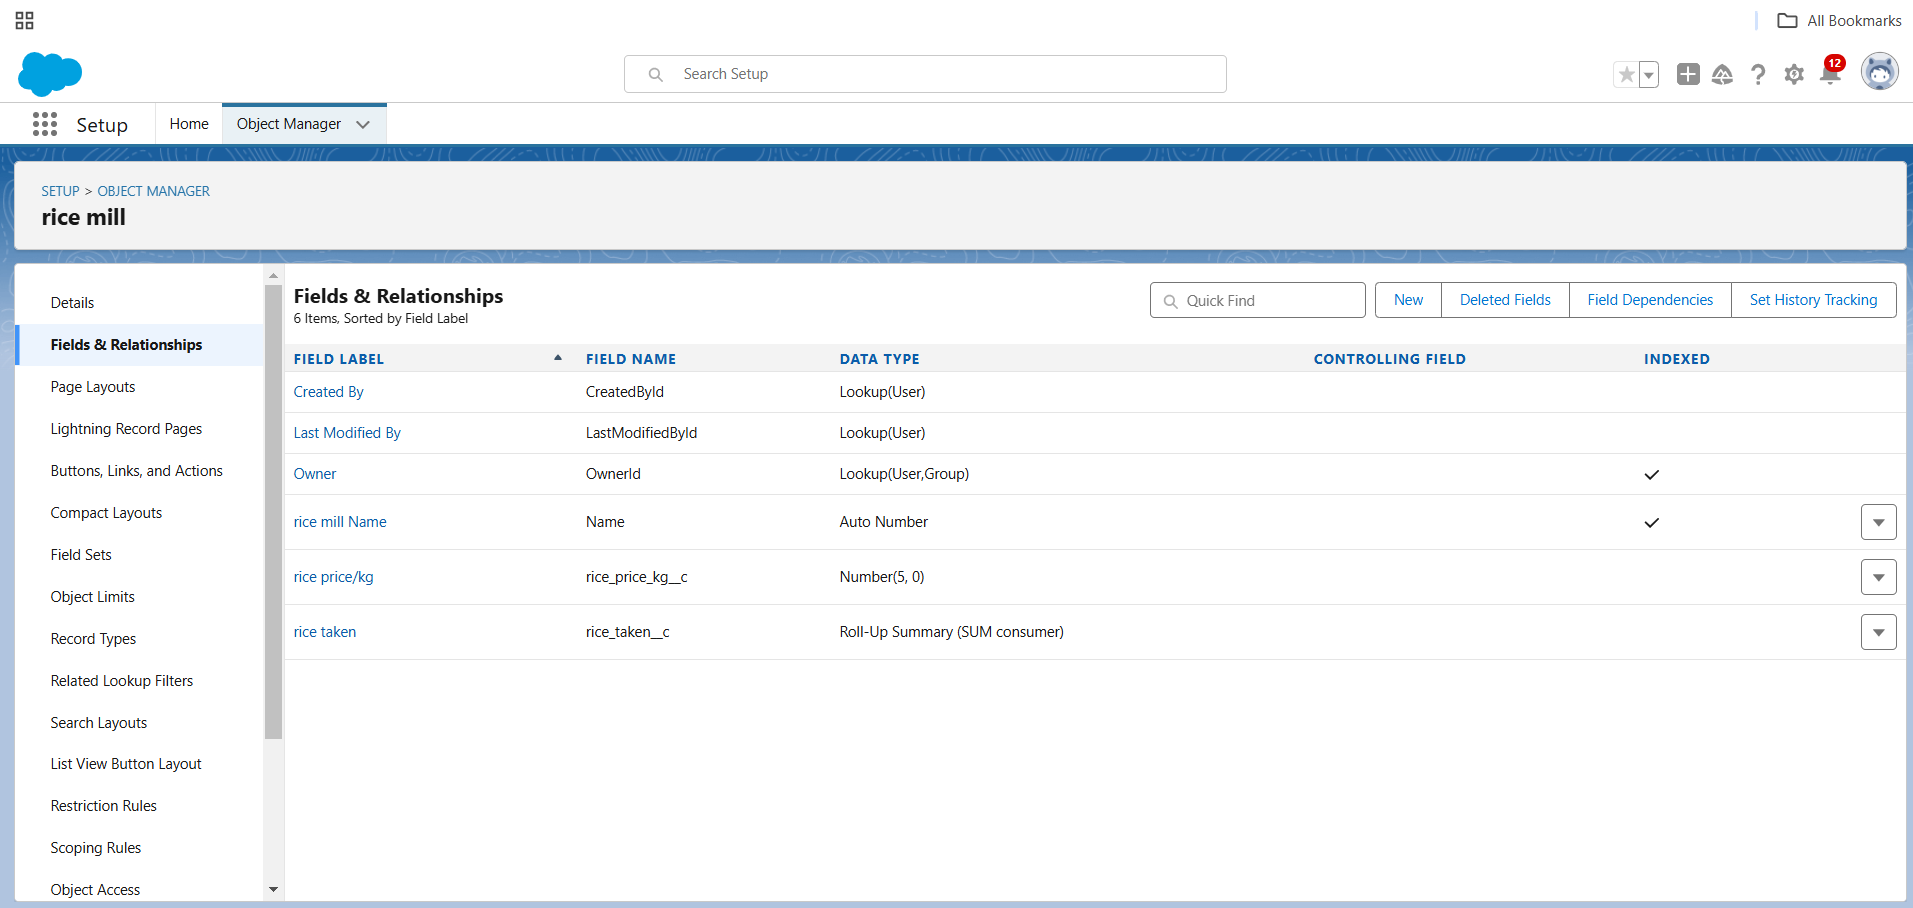 All Bookmarks
Search Setup
12
Setup
Home
Object Manager
SETUP > OBJECT MANAGER
rice mill
Details
Fields & Relationships
Page Layouts
Lightning Record Pages
Buttons, Links, and Actions
Compact Layouts
Field Sets
Object Limits
Record Types
Related Lookup Filters
Search Layouts
List View Button Layout
Restriction Rules
Scoping Rules
Object Access
Fields & Relationships
6 Items, Sorted by Field Label
Quick Find
New
Deleted Fields
Field Dependencies
Set History Tracking
FIELD LABEL FIELD NAME DATA TYPE CONTROLLING FIELD INDEXED
Created By CreatedById Lookup(User)
Last Modified By LastModifiedById Lookup(User)
Owner OwnerId Lookup(User,Group)
rice mill Name Name Auto Number
rice price/kg rice_price_kg__c Number(5, 0)
rice taken rice_taken__c Roll-Up Summary (SUM consumer)